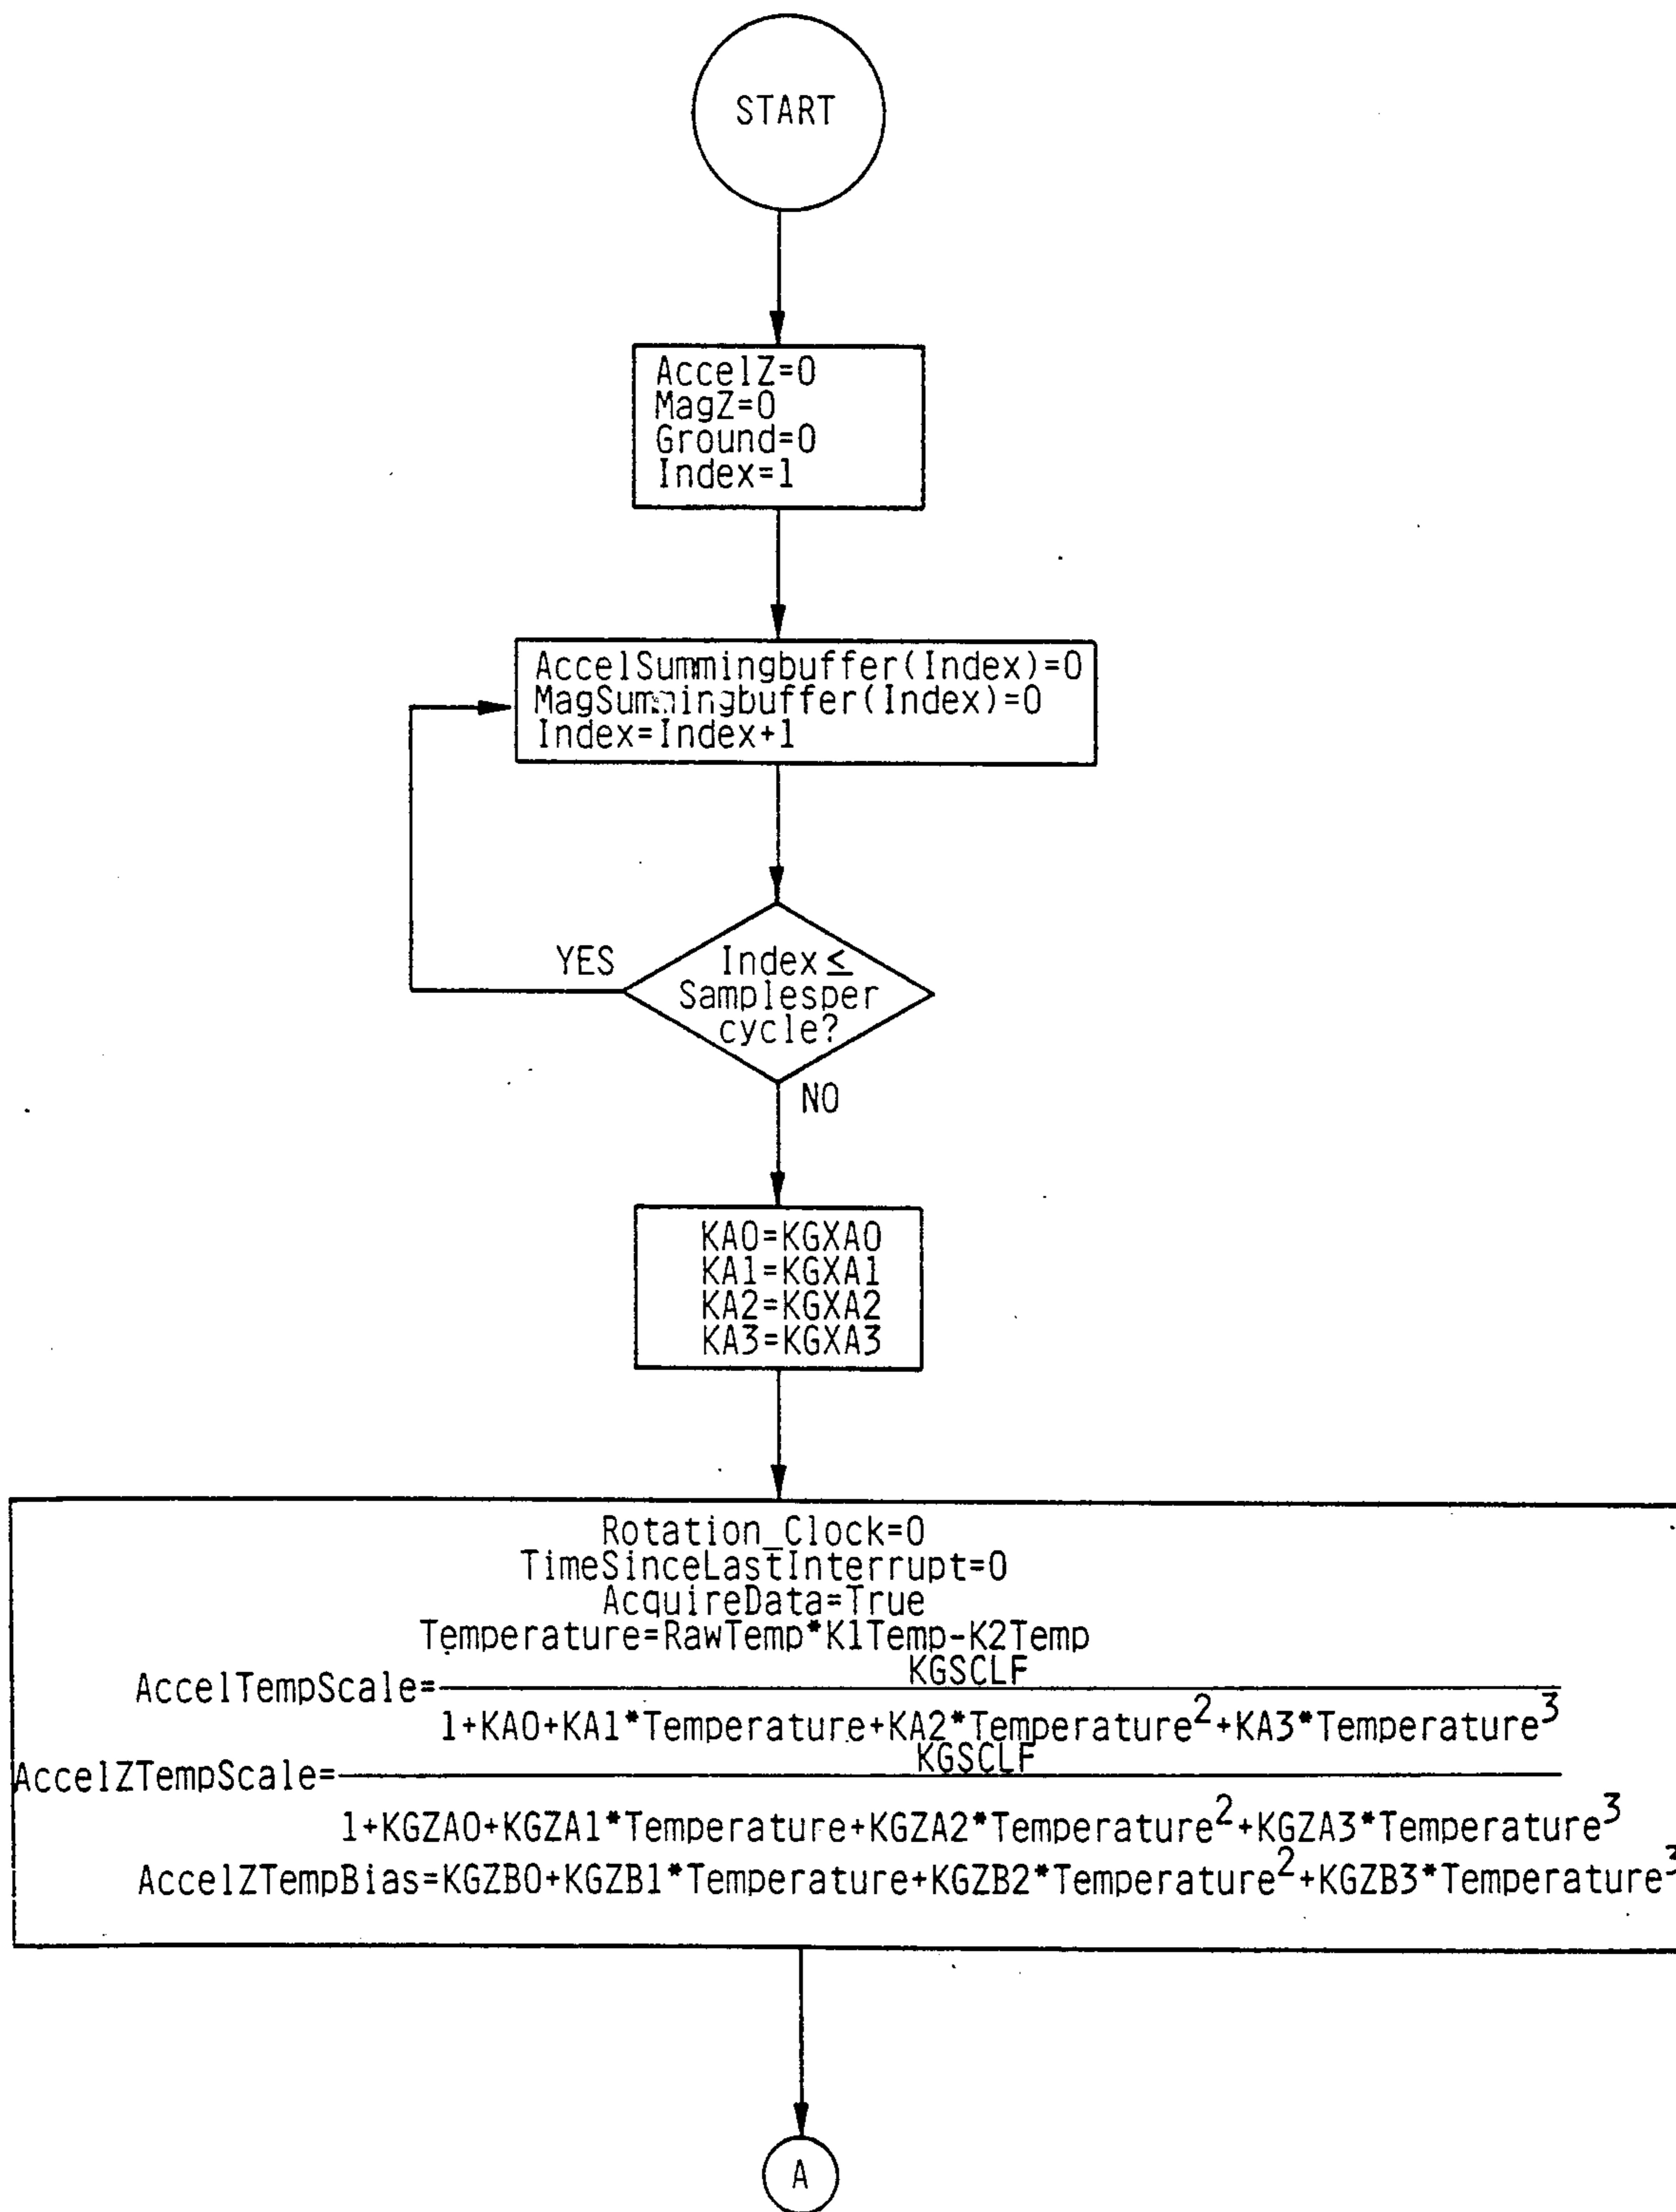 START
AccelZ=0
MagZ=0
Ground=0
Index=1
AccelSummingbuffer(Index)=0
MagSummingbuffer(Index)=0
Index=Index+1
YES
Index≤
Samplesper
cycle?
NO
KA0=KGXA0
KA1=KGXA1
KA2=KGXA2
KA3=KGXA3
Rotation_Clock=0
TimeSinceLastInterrupt=0
AcquireData=True
Temperature=RawTemp*K1Temp-K2Temp
KGSCLF
AccelTempScale=
1+KA0+KA1*Temperature+KA2*Temperature²+KA3*Temperature³
KGSCLF
AccelZTempScale=
1+KGZA0+KGZA1*Temperature+KGZA2*Temperature²+KGZA3*Temperature³
AccelZTempBias=KGZB0+KGZB1*Temperature+KGZB2*Temperature²+KGZB3*Temperature³
A